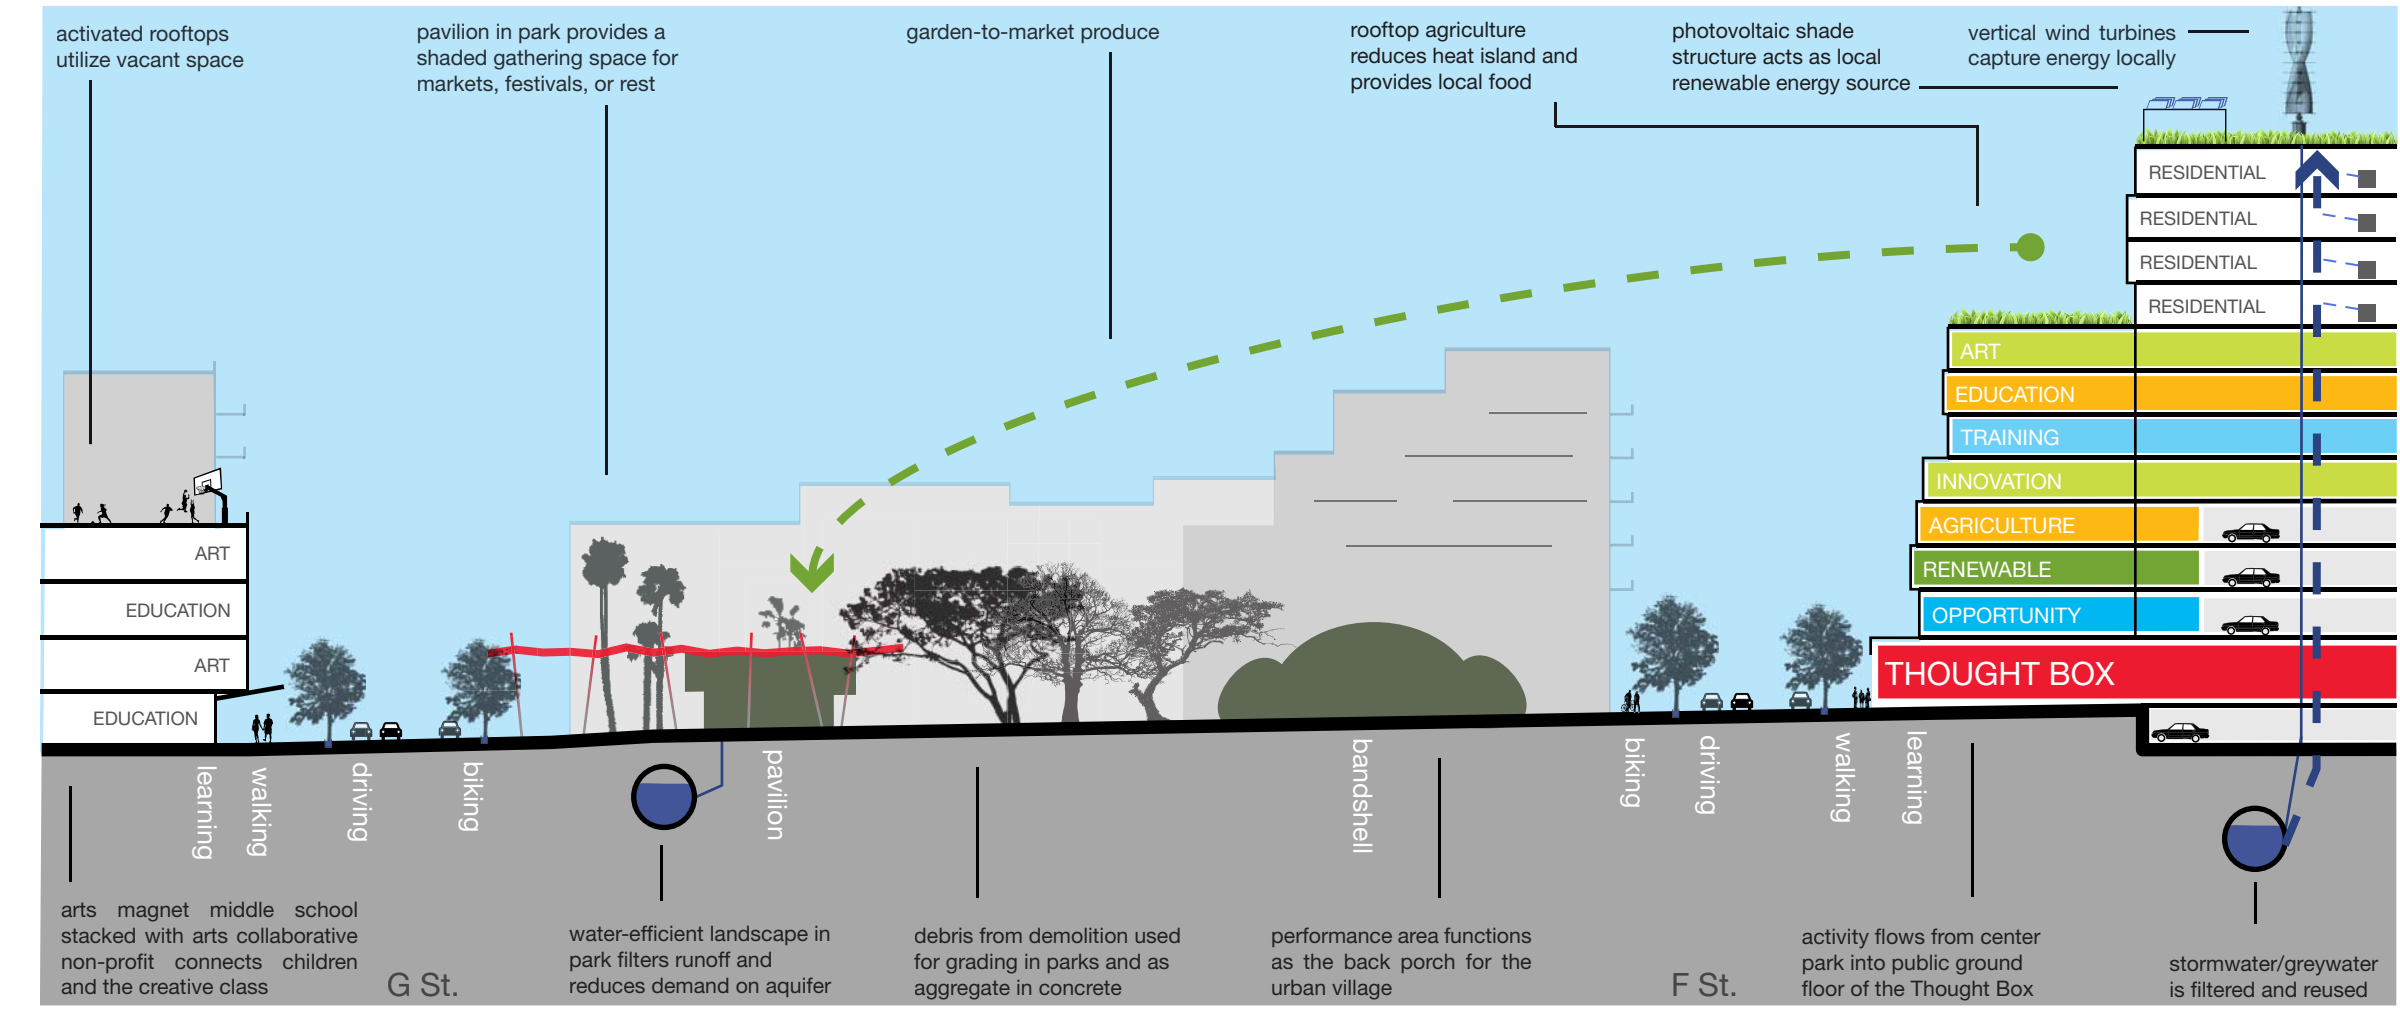 activated rooftops
utilize vacant space
pavilion in park provides a
shaded gathering space for
markets, festivals, or rest
garden-to-market produce
rooftop agriculture
reduces heat island and
provides local food
photovoltaic shade
structure acts as local
renewable energy source
vertical wind turbines
capture energy locally
RESIDENTIAL
RESIDENTIAL
RESIDENTIAL
RESIDENTIAL
ART
EDUCATION
TRAINING
INNOVATION
AGRICULTURE
RENEWABLE
OPPORTUNITY
THOUGHT BOX
ART
EDUCATION
ART
EDUCATION
learning
walking
driving
biking
pavilion
bandshell
biking
driving
walking
learning
arts magnet middle school
stacked with arts collaborative
non-profit connects children
and the creative class
G St.
water-efficient landscape in
park filters runoff and
reduces demand on aquifer
debris from demolition used
for grading in parks and as
aggregate in concrete
performance area functions
as the back porch for the
urban village
F St.
activity flows from center
park into public ground
floor of the Thought Box
stormwater/greywater
is filtered and reused